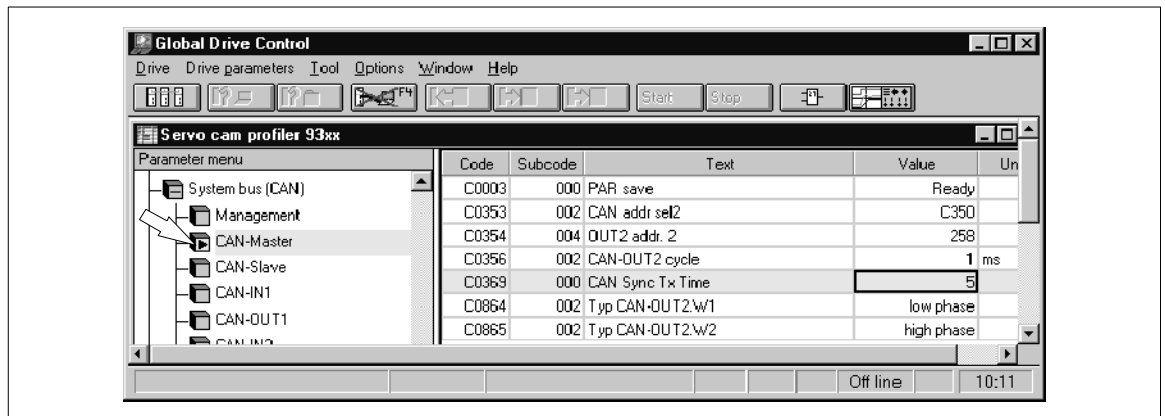 Global Drive Control
Drive Drive parameters Tool Options Window Help
F4 Start Stop
Servo cam profiler 93xx
Parameter menu
System bus (CAN)
Management
CAN-Master
CAN-Slave
CAN-IN1
CAN-OUT1
CAN-IN2
Code Subcode Text Value Un
C0003 000 PAR save Ready
C0353 002 CAN addr sel2 C350
C0354 004 OUT2 addr. 2 258
C0356 002 CAN-OUT2 cycle 1 ms
C0369 000 CAN Sync Tx Time 5
C0864 002 Typ CAN-OUT2.W1 low phase
C0865 002 Typ CAN-OUT2.W2 high phase
Off line 10:11